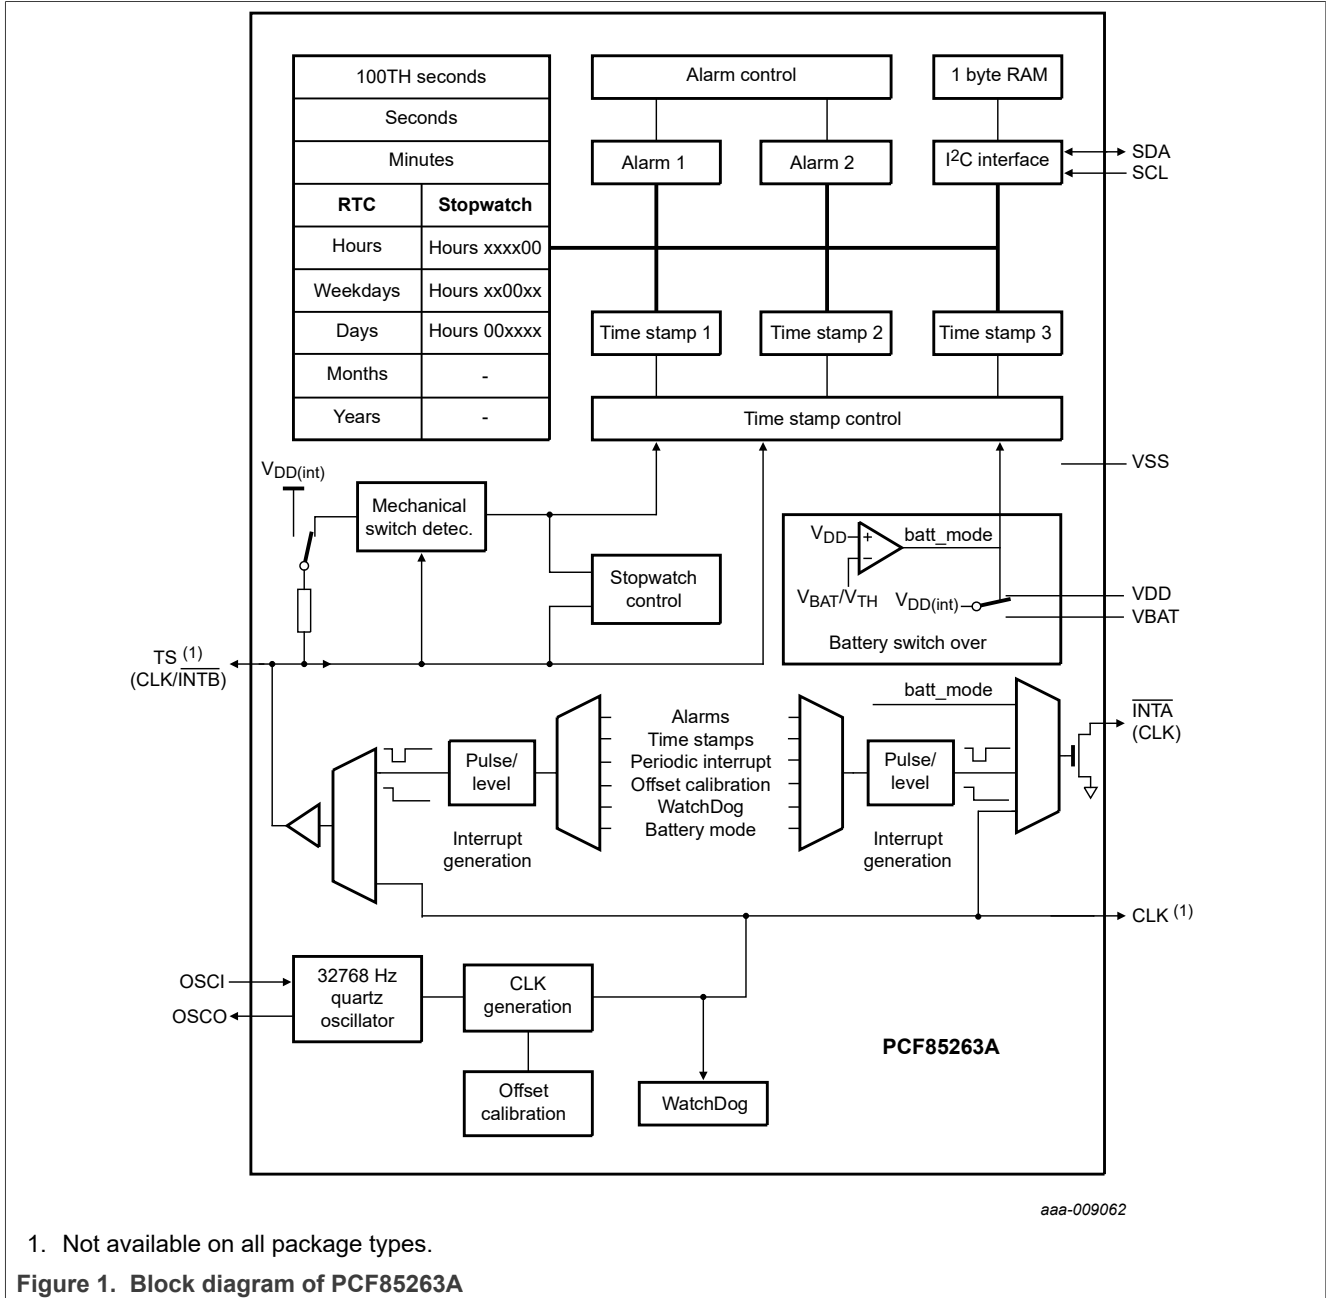 100TH seconds
Seconds
Minutes
RTC Stopwatch
Hours Hours xxxx00
Weekdays Hours xx00xx
Days Hours 00xxxx
Months -
Years -
Alarm control
1 byte RAM
Alarm 1
Alarm 2
I2C interface
SDA
SCL
Time stamp 1
Time stamp 2
Time stamp 3
Time stamp control
VSS
VDD(int)
Mechanical
switch detec.
Stopwatch
control
VDD
+
−
batt_mode
VBAT/VTH
VDD(int)
Battery switch over
VDD
VBAT
TS (1)
(CLK/INTB)
batt_mode
INTA
(CLK)
Pulse/
level
Interrupt
generation
Alarms
Time stamps
Periodic interrupt
Offset calibration
WatchDog
Battery mode
Pulse/
level
Interrupt
generation
CLK (1)
OSCI
OSCO
32768 Hz
quartz
oscillator
CLK
generation
Offset
calibration
WatchDog
PCF85263A
aaa-009062
1. Not available on all package types.
Figure 1. Block diagram of PCF85263A